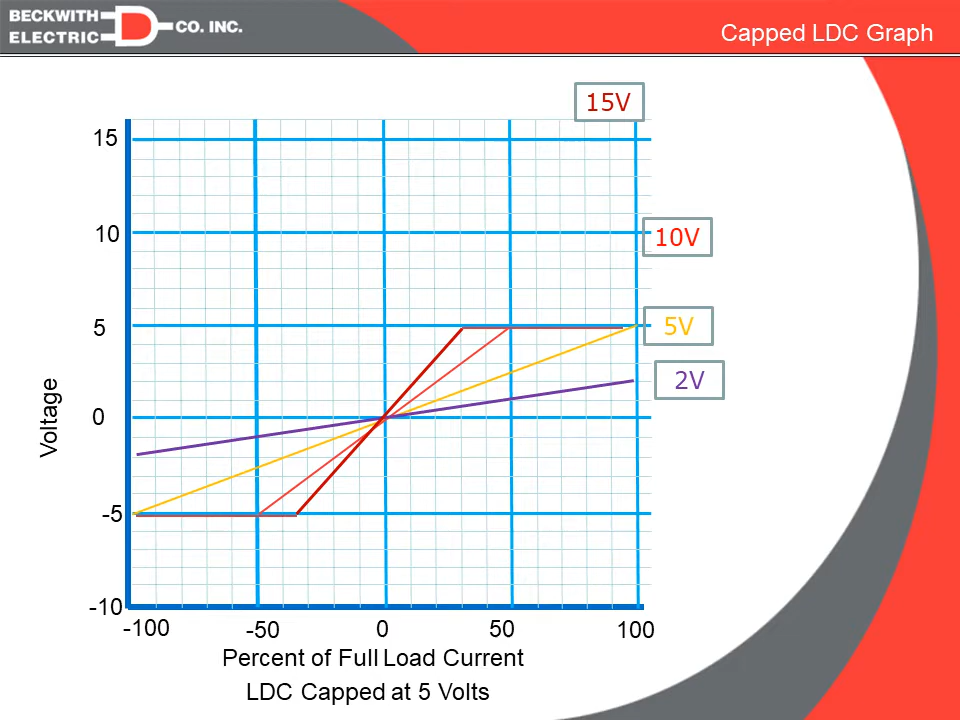 BECKWITH
ELECTRIC
CO. INC.
Capped LDC Graph
15V
15
10
10V
5
5V
2V
Voltage
0
-5
-10
-100
-50
0
50
100
Percent of Full Load Current
LDC Capped at 5 Volts